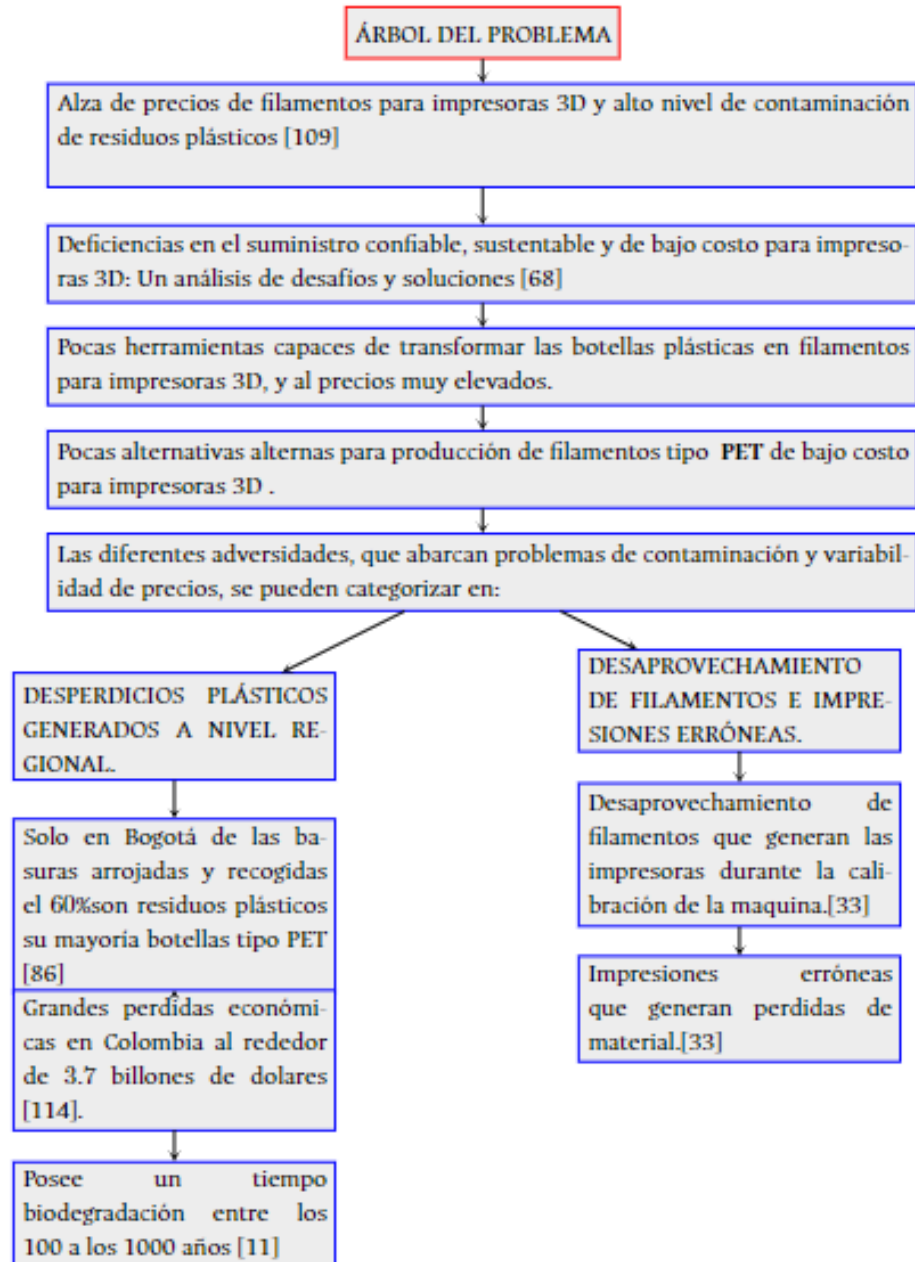 ÁRBOL DEL PROBLEMA
Alza de precios de filamentos para impresoras 3D y alto nivel de contaminación
de residuos plásticos [109]
Deficiencias en el suministro confiable, sustentable y de bajo costo para impreso-
ras 3D: Un análisis de desafíos y soluciones [68]
Pocas herramientas capaces de transformar las botellas plásticas en filamentos
para impresoras 3D, y al precios muy elevados.
Pocas alternativas alternas para producción de filamentos tipo PET de bajo costo
para impresoras 3D .
Las diferentes adversidades, que abarcan problemas de contaminación y variabi-
lidad de precios, se pueden categorizar en:
DESPERDICIOS PLÁSTICOS
GENERADOS A NIVEL RE-
GIONAL.
Solo en Bogotá de las ba-
suras arrojadas y recogidas
el 60%son residuos plásticos
su mayoría botellas tipo PET
[86]
Grandes perdidas económi-
cas en Colombia al rededor
de 3.7 billones de dolares
[114].
Posee un tiempo
biodegradación entre los
100 a los 1000 años [11]
DESAPROVECHAMIENTO
DE FILAMENTOS E IMPRE-
SIONES ERRÓNEAS.
Desaprovechamiento de
filamentos que generan las
impresoras durante la cali-
bración de la maquina.[33]
Impresiones erróneas
que generan perdidas de
material.[33]